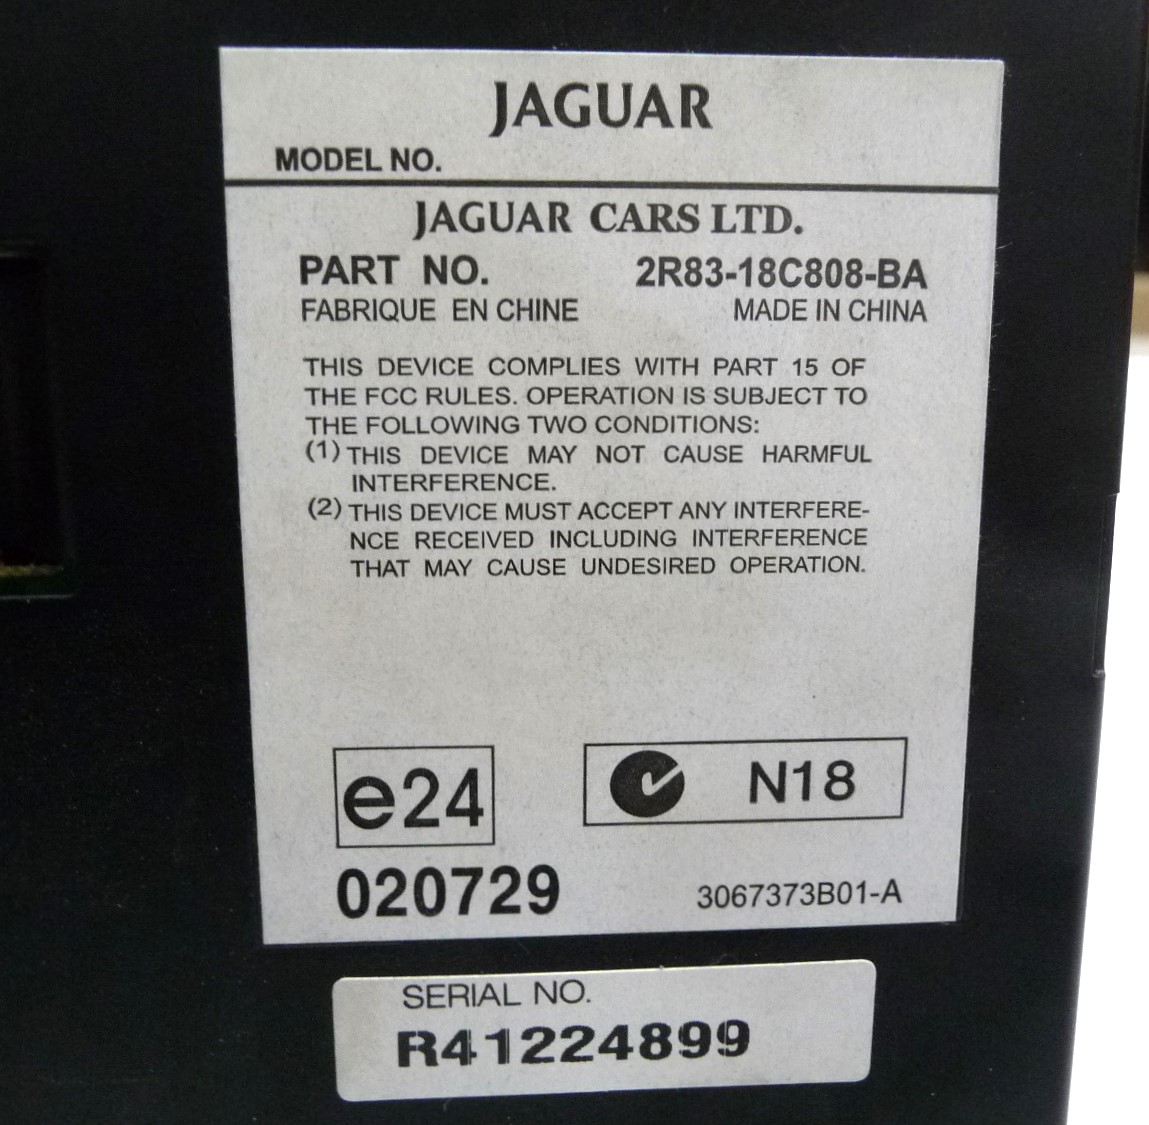 JAGUAR
MODEL NO.
JAGUAR CARS LTD.
PART NO. 2R83-18C808-BA
FABRIQUE EN CHINE MADE IN CHINA
THIS DEVICE COMPLIES WITH PART 15 OF
THE FCC RULES. OPERATION IS SUBJECT TO
THE FOLLOWING TWO CONDITIONS:
(1) THIS DEVICE MAY NOT CAUSE HARMFUL
INTERFERENCE.
(2) THIS DEVICE MUST ACCEPT ANY INTERFERE-
NCE RECEIVED INCLUDING INTERFERENCE
THAT MAY CAUSE UNDESIRED OPERATION.
e24 N18
020729 3067373B01-A
SERIAL NO.
R41224899